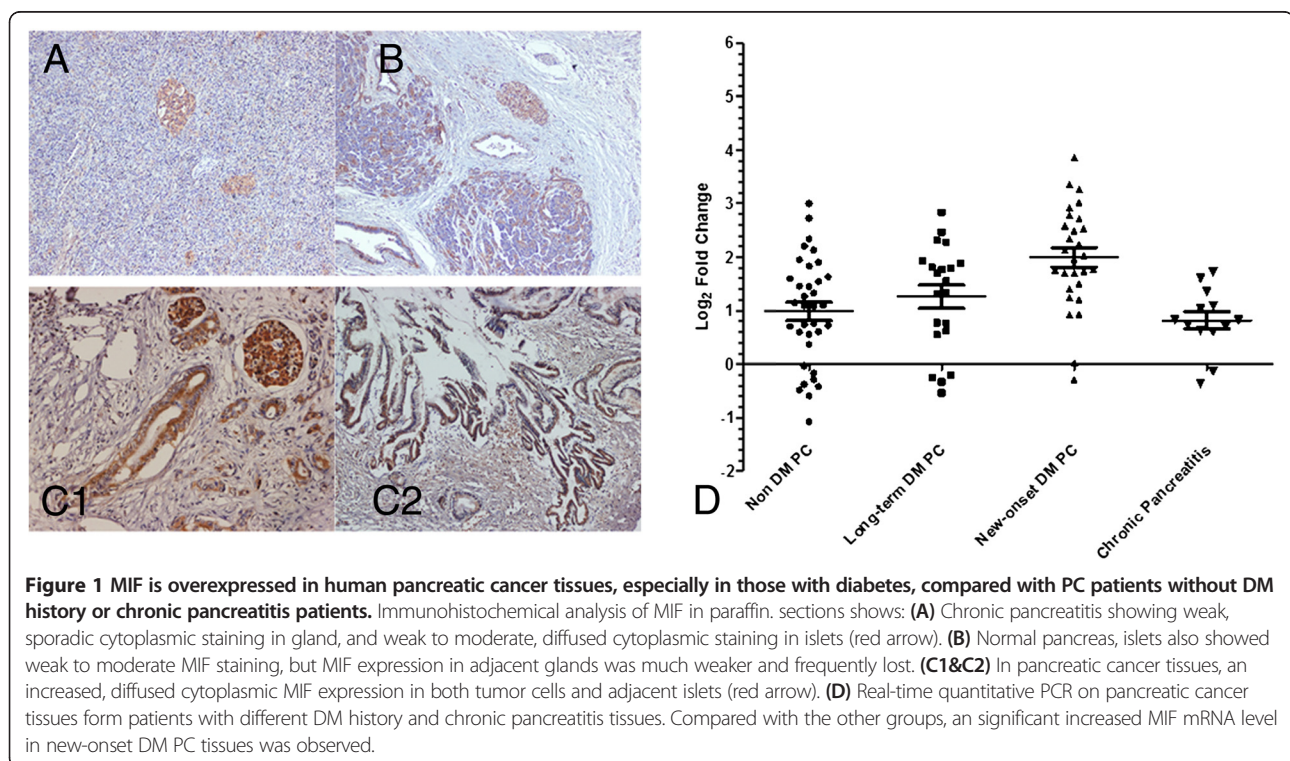 A
B
C1
C2
D
6
5
4
3
2
1
0
-1
-2
Log2 Fold Change
Non DM PC
Long-term DM PC
New-onset DM PC
Chronic Pancreatitis
Figure 1 MIF is overexpressed in human pancreatic cancer tissues, especially in those with diabetes, compared with PC patients without DM
history or chronic pancreatitis patients. Immunohistochemical analysis of MIF in paraffin. sections shows: (A) Chronic pancreatitis showing weak,
sporadic cytoplasmic staining in gland, and weak to moderate, diffused cytoplasmic staining in islets (red arrow). (B) Normal pancreas, islets also showed
weak to moderate MIF staining, but MIF expression in adjacent glands was much weaker and frequently lost. (C1&C2) In pancreatic cancer tissues, an
increased, diffused cytoplasmic MIF expression in both tumor cells and adjacent islets (red arrow). (D) Real-time quantitative PCR on pancreatic cancer
tissues form patients with different DM history and chronic pancreatitis tissues. Compared with the other groups, an significant increased MIF mRNA level
in new-onset DM PC tissues was observed.